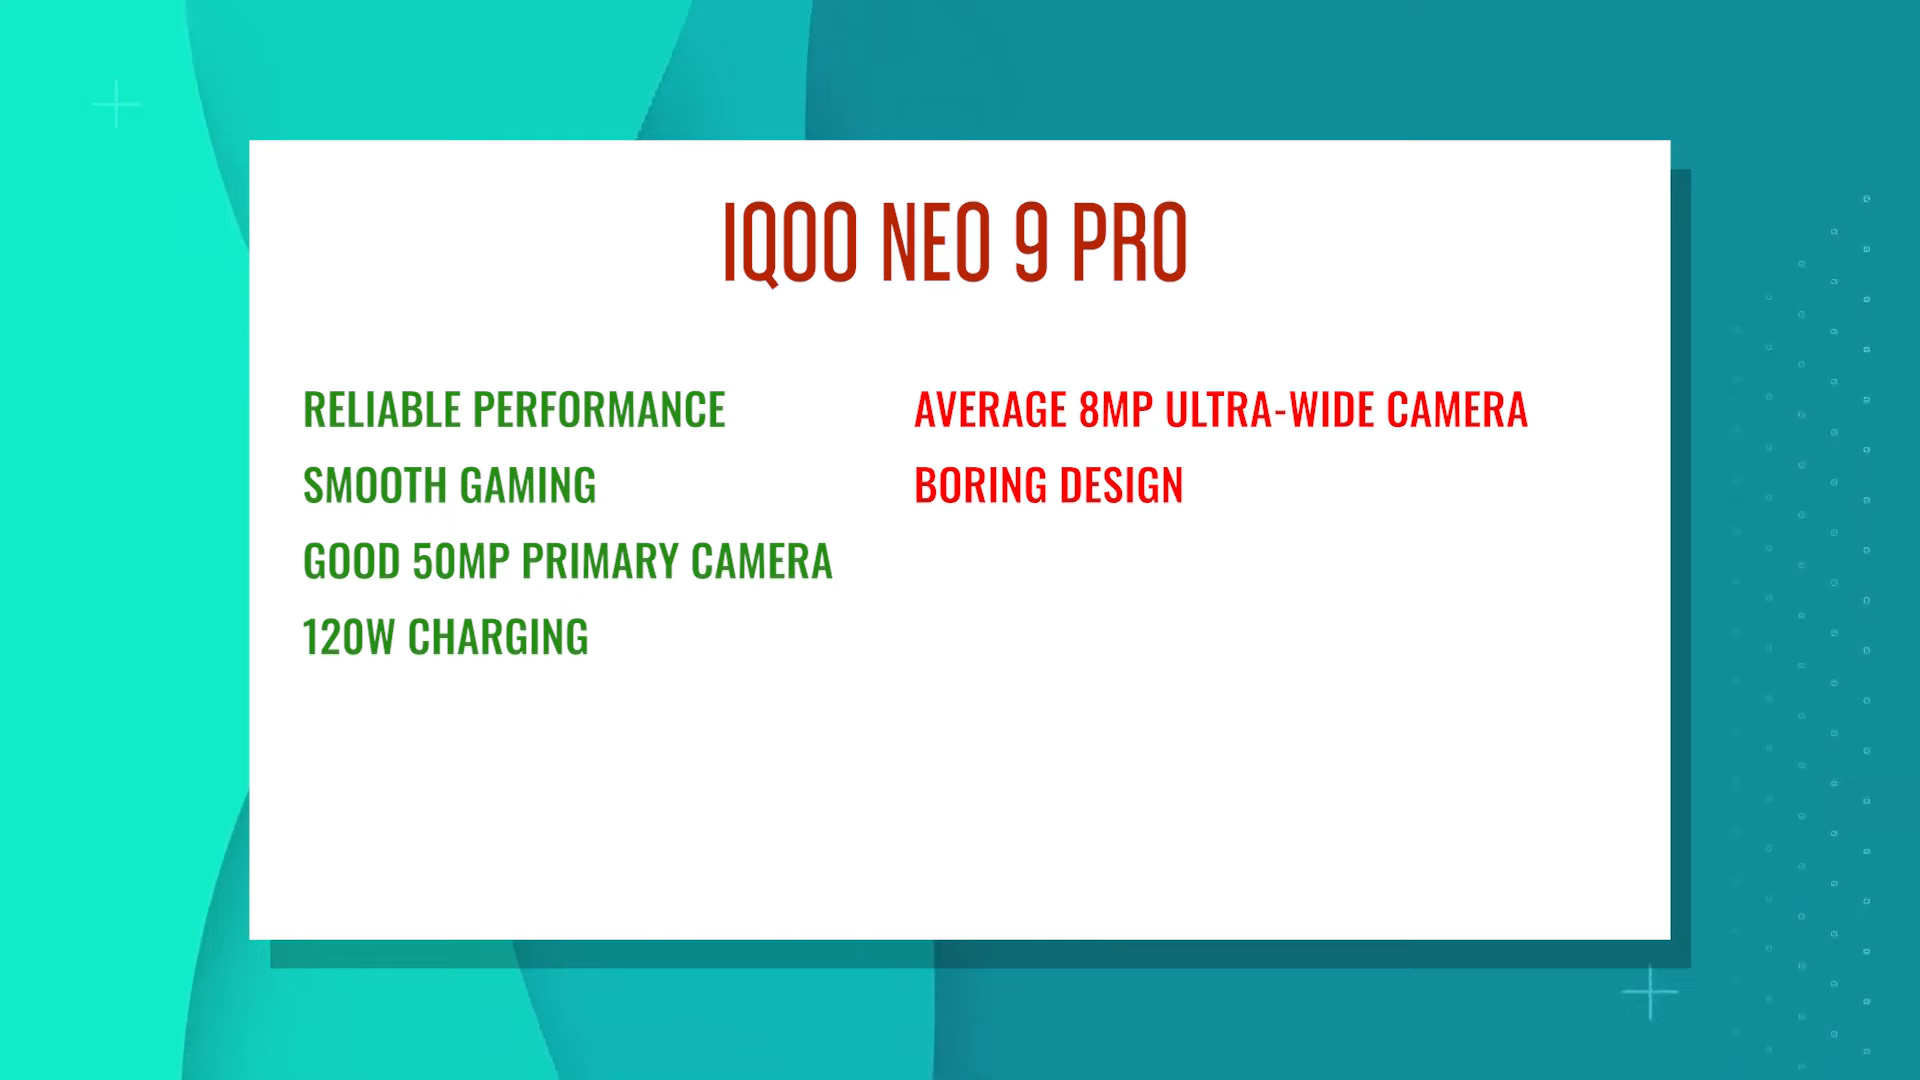 IQOO NEO 9 PRO
RELIABLE PERFORMANCE
SMOOTH GAMING
GOOD 50MP PRIMARY CAMERA
120W CHARGING
AVERAGE 8MP ULTRA-WIDE CAMERA
BORING DESIGN